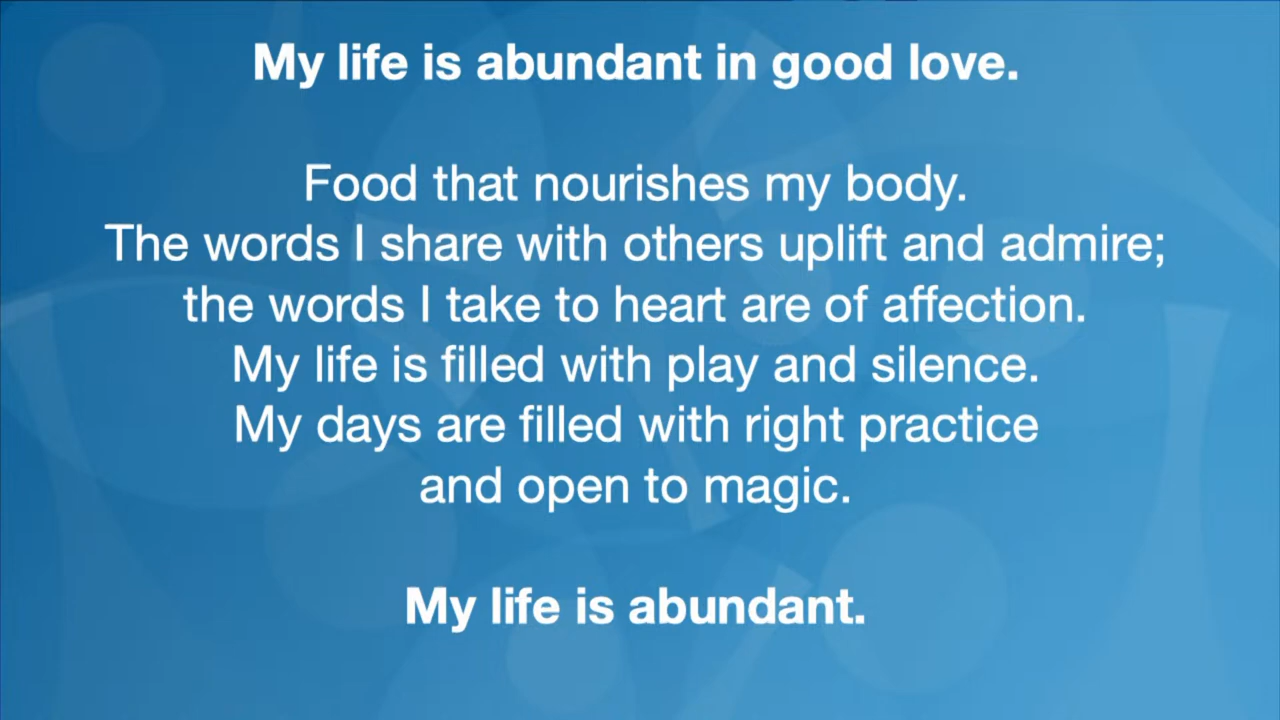 My life is abundant in good love.
Food that nourishes my body.
The words I share with others uplift and admire;
the words I take to heart are of affection.
My life is filled with play and silence.
My days are filled with right practice
and open to magic.
My life is abundant.